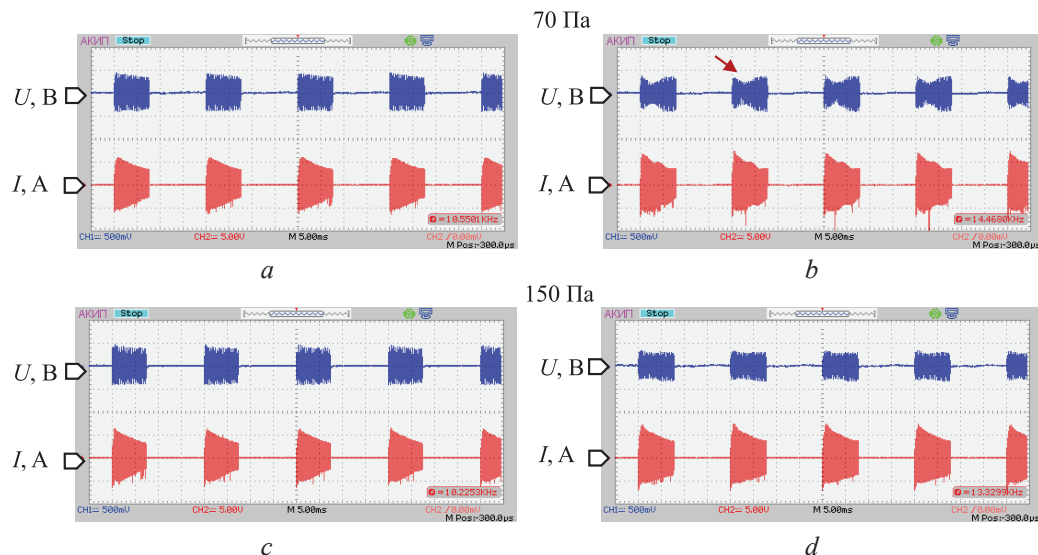 70 Па
АКИП Stop
U, В
I, А
=10.5501KHz
CH1 500mV CH2 5.00V M 5.00ms CH2 /0.00mV
M Pos:-300.0μs
a
АКИП Stop
U, В
I, А
=14.4680KHz
CH1 500mV CH2 5.00V M 5.00ms CH2 /0.00mV
M Pos:-300.0μs
b
150 Па
АКИП Stop
U, В
I, А
=10.2253KHz
CH1 500mV CH2 5.00V M 5.00ms CH2 /0.00mV
M Pos:-300.0μs
c
АКИП Stop
U, В
I, А
=13.3299KHz
CH1 500mV CH2 5.00V M 5.00ms CH2 /0.00mV
M Pos:-300.0μs
d